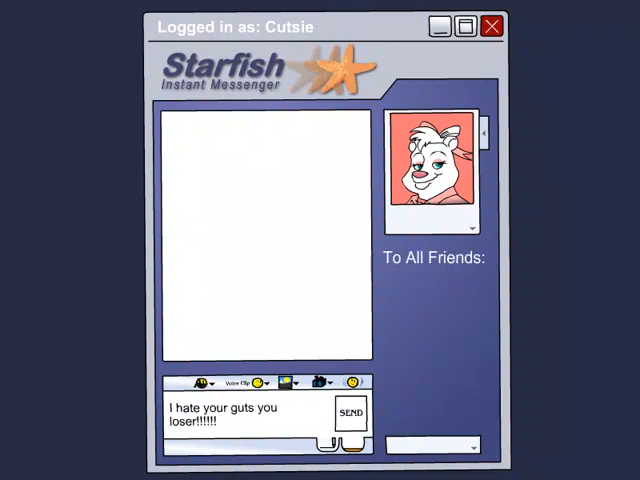 Logged in as: Cutsie
Starfish
Instant Messenger
To All Friends:
Voice Clip
I hate your guts you
loser!!!!!!
SEND